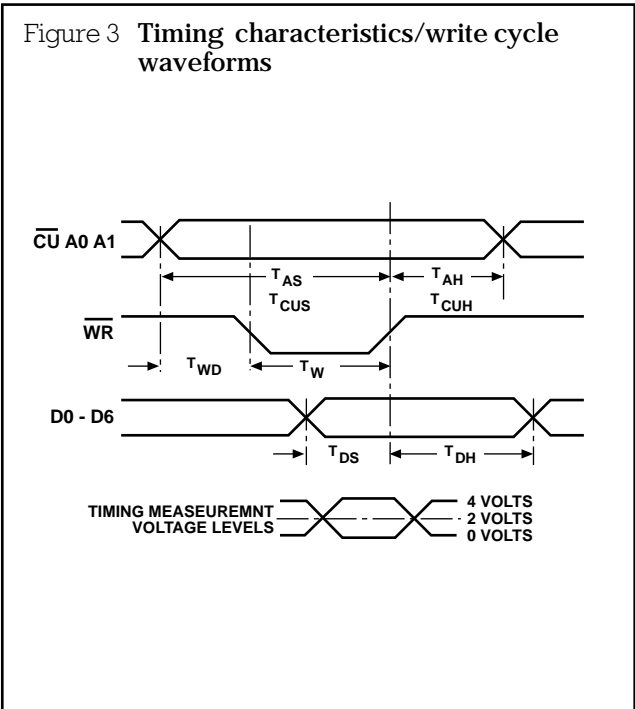 Figure 3 Timing characteristics/write cycle
waveforms
CU A0 A1
TAS
TAH
TCUS
TCUH
WR
TWD
TW
D0 - D6
TDS
TDH
TIMING MEASUREMNT
VOLTAGE LEVELS
4 VOLTS
2 VOLTS
0 VOLTS